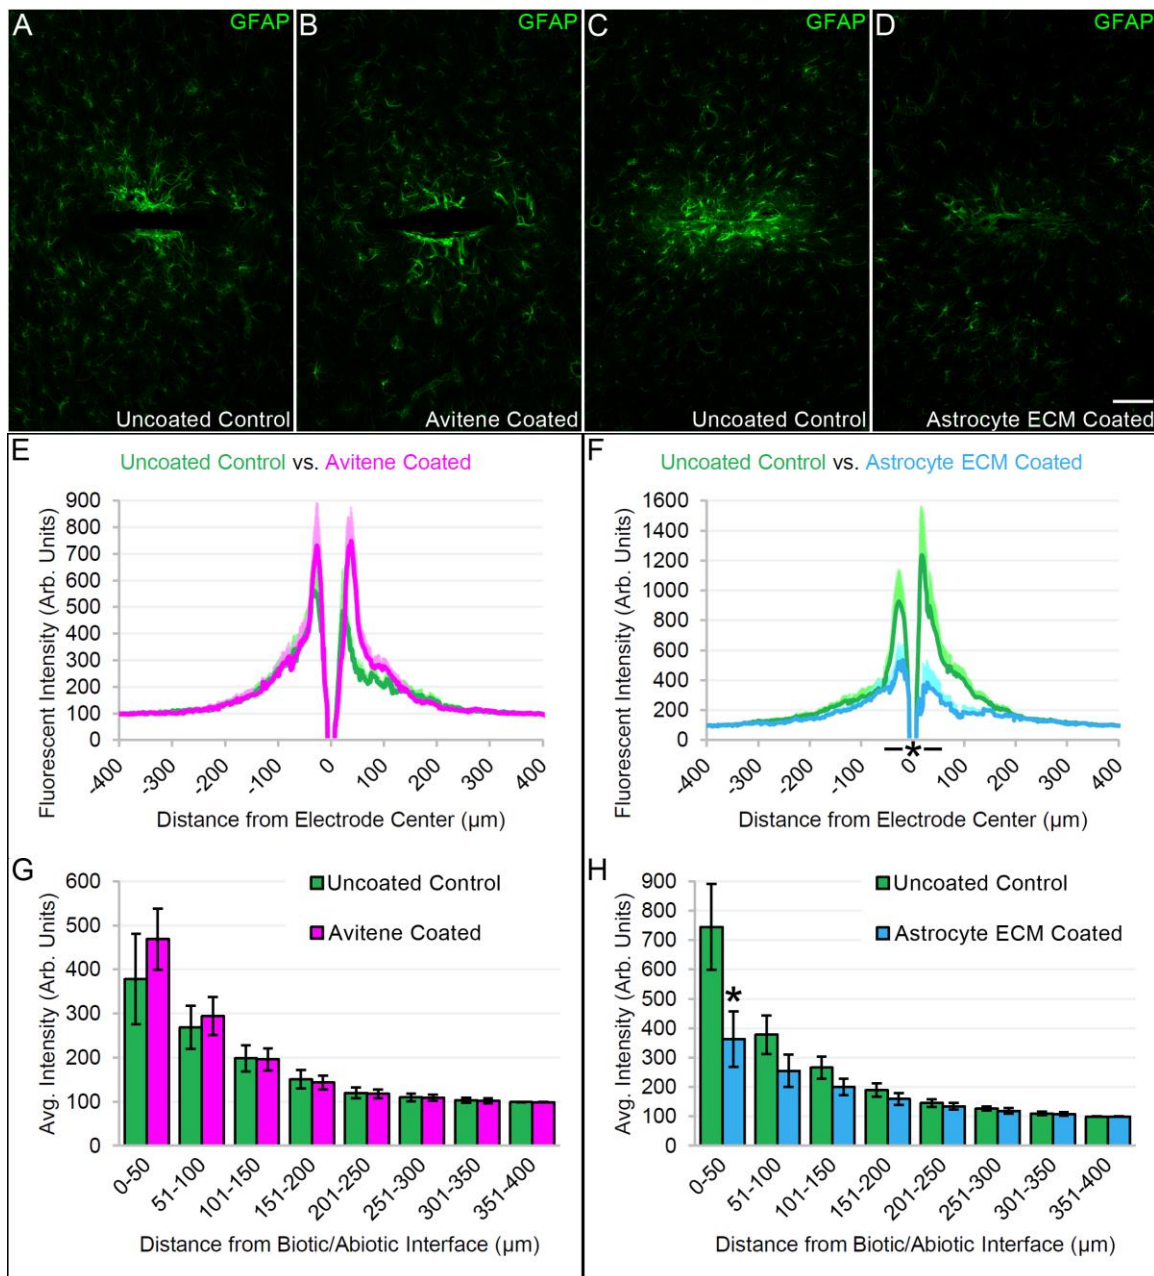 A GFAP B GFAP C GFAP D GFAP
Uncoated Control Avitene Coated Uncoated Control Astrocyte ECM Coated
E
Uncoated Control vs. Avitene Coated
Fluorescent Intensity (Arb. Units)
900
800
700
600
500
400
300
200
100
0
-400 -300 -200 -100 0 100 200 300 400
Distance from Electrode Center (µm)
F
Uncoated Control vs. Astrocyte ECM Coated
Fluorescent Intensity (Arb. Units)
1600
1400
1200
1000
800
600
400
200
0
*
-400 -300 -200 -100 0 100 200 300 400
Distance from Electrode Center (µm)
G
Uncoated Control
Avitene Coated
Avg. Intensity (Arb. Units)
600
500
400
300
200
100
0
0-50 51-100 101-150 151-200 201-250 251-300 301-350 351-400
Distance from Biotic/Abiotic Interface (µm)
H
Uncoated Control
Astrocyte ECM Coated
Avg. Intensity (Arb. Units)
900
800
700
600
500
400
300
200
100
0
*
0-50 51-100 101-150 151-200 201-250 251-300 301-350 351-400
Distance from Biotic/Abiotic Interface (µm)